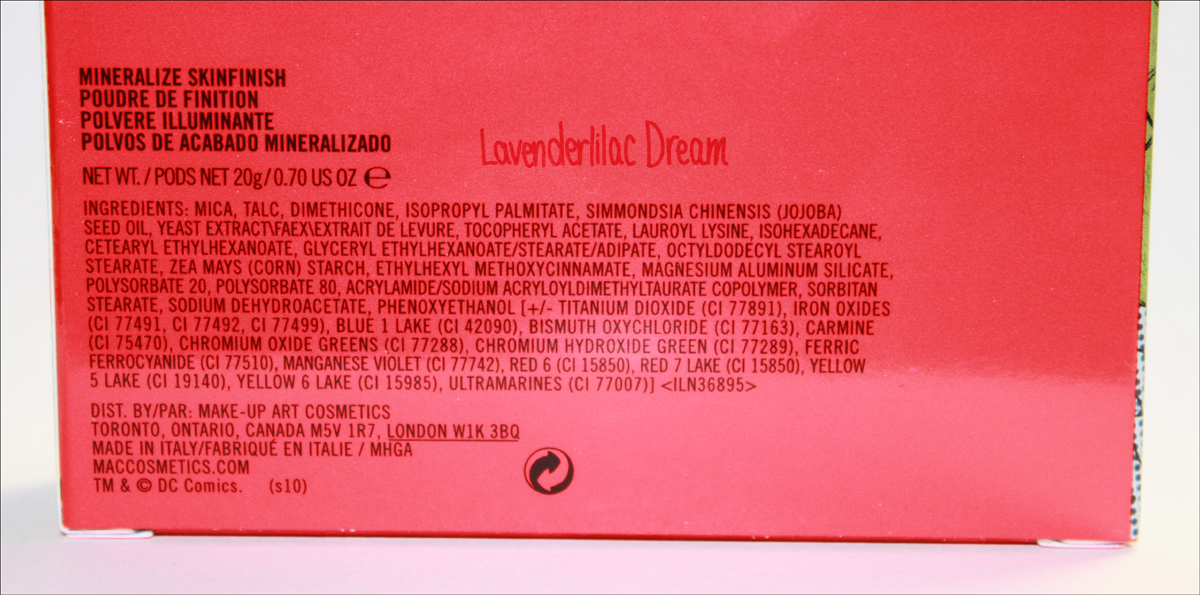 MINERALIZE SKINFINISH
POUDRE DE FINITION
POLVERE ILLUMINANTE
POLVOS DE ACABADO MINERALIZADO
Lavenderlilac Dream
NET WT. / PODS NET 20g/0.70 US OZ ℮
INGREDIENTS: MICA, TALC, DIMETHICONE, ISOPROPYL PALMITATE, SIMMONDSIA CHINENSIS (JOJOBA)
SEED OIL, YEAST EXTRACT\FAEX\EXTRAIT DE LEVURE, TOCOPHERYL ACETATE, LAUROYL LYSINE, ISOHEXADECANE,
CETEARYL ETHYLHEXANOATE, GLYCERYL ETHYLHEXANOATE/STEARATE/ADIPATE, OCTYLDODECYL STEAROYL
STEARATE, ZEA MAYS (CORN) STARCH, ETHYLHEXYL METHOXYCINNAMATE, MAGNESIUM ALUMINUM SILICATE,
POLYSORBATE 20, POLYSORBATE 80, ACRYLAMIDE/SODIUM ACRYLOYLDIMETHYLTAURATE COPOLYMER, SORBITAN
STEARATE, SODIUM DEHYDROACETATE, PHENOXYETHANOL [+/- TITANIUM DIOXIDE (CI 77891), IRON OXIDES
(CI 77491, CI 77492, CI 77499), BLUE 1 LAKE (CI 42090), BISMUTH OXYCHLORIDE (CI 77163), CARMINE
(CI 75470), CHROMIUM OXIDE GREENS (CI 77288), CHROMIUM HYDROXIDE GREEN (CI 77289), FERRIC
FERROCYANIDE (CI 77510), MANGANESE VIOLET (CI 77742), RED 6 (CI 15850), RED 7 LAKE (CI 15850), YELLOW
5 LAKE (CI 19140), YELLOW 6 LAKE (CI 15985), ULTRAMARINES (CI 77007)] <ILN36895>
DIST. BY/PAR: MAKE-UP ART COSMETICS
TORONTO, ONTARIO, CANADA M5V 1R7, LONDON W1K 3BQ
MADE IN ITALY/FABRIQUÉ EN ITALIE / MHGA
MACCOSMETICS.COM
TM & © DC Comics. (s10)